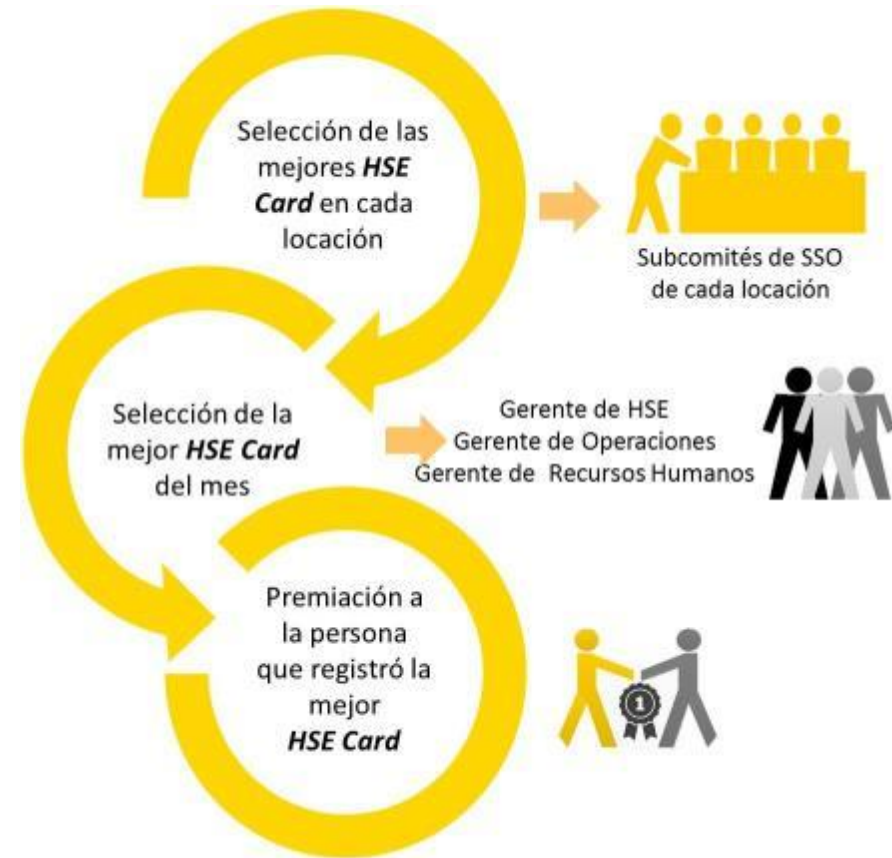 Selección de las
mejores HSE
Card en cada
locación
Subcomités de SSO
de cada locación
Selección de la
mejor HSE Card
del mes
Gerente de HSE
Gerente de Operaciones
Gerente de Recursos Humanos
Premiación a
la persona
que registró la
mejor
HSE Card
1